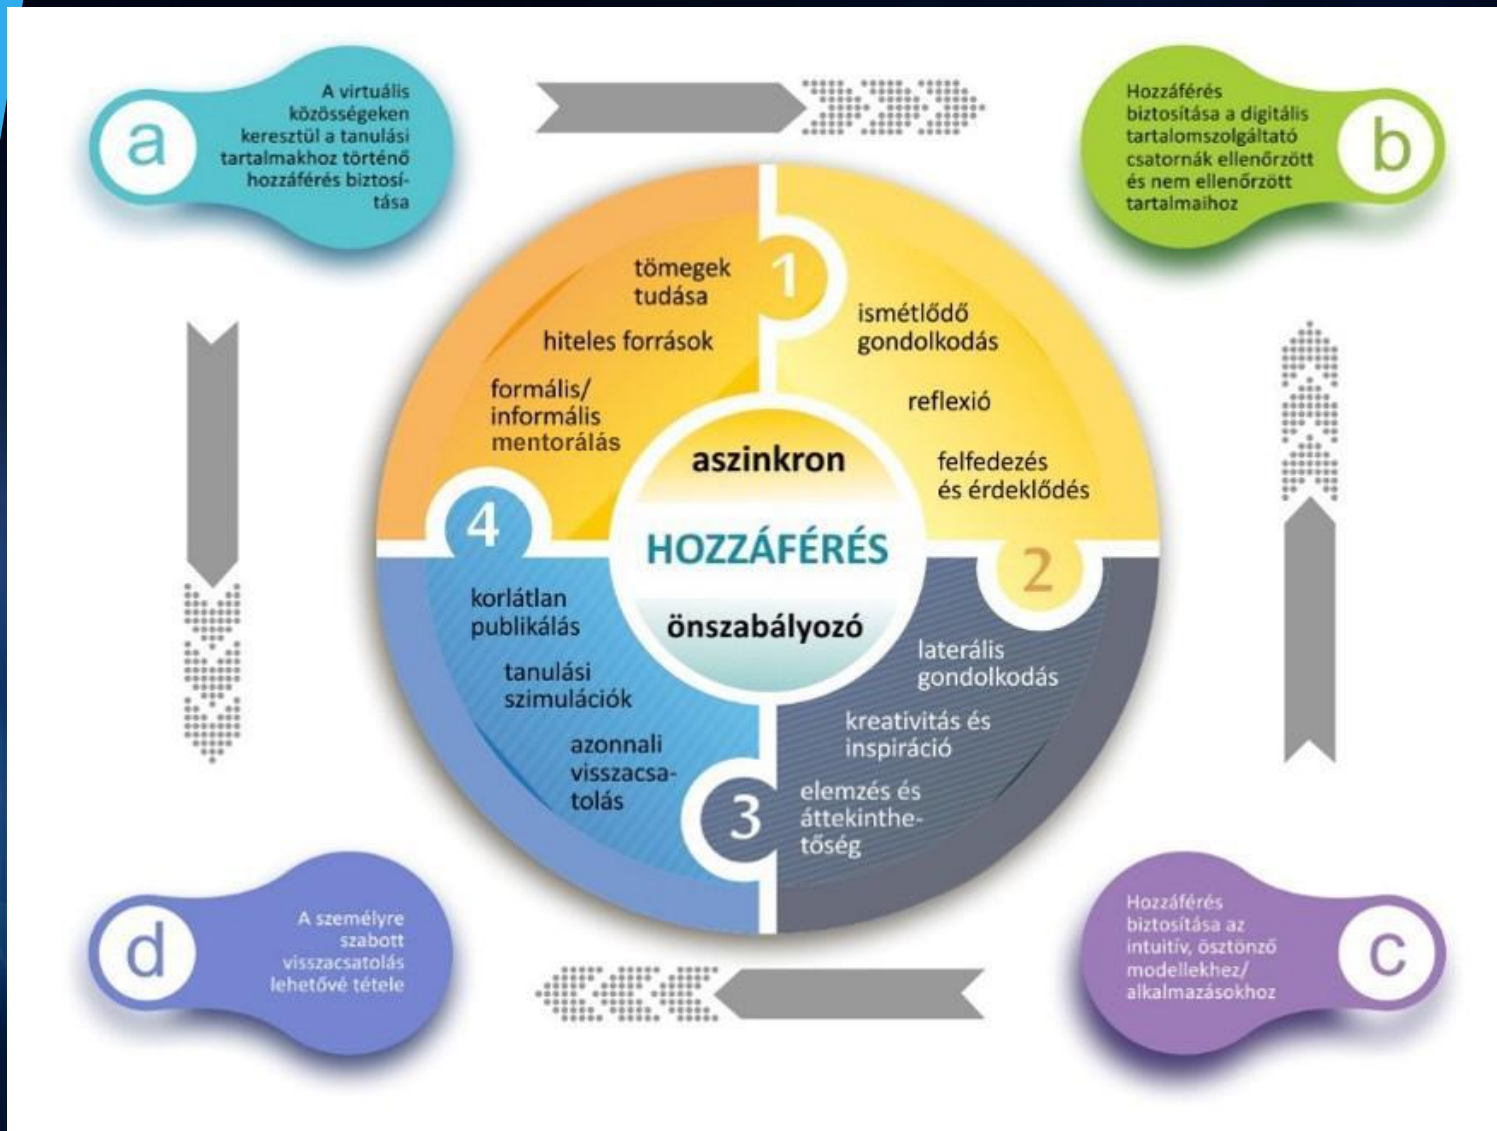 a
A virtuális
közösségeken
keresztül a tanulási
tartalmakhoz történő
hozzáférés biztosí-
tása
Hozzáférés
biztosítása a digitális
tartalomszolgáltató
csatornák ellenőrzött
és nem ellenőrzött
tartalmaihoz
b
tömegek
tudása
hiteles források
formális/
informális
mentorálás
1
ismétlődő
gondolkodás
reflexió
felfedezés
és érdeklődés
aszinkron
HOZZÁFÉRÉS
önszabályozó
4
korlátlan
publikálás
tanulási
szimulációk
azonnali
visszacsa-
tolás
2
laterális
gondolkodás
kreativitás és
inspiráció
elemzés és
áttekinthe-
tőség
3
d
A személyre
szabott
visszacsatolás
lehetővé tétele
Hozzáférés
biztosítása az
intuitív, ösztönző
modellekhez/
alkalmazásokhoz
c